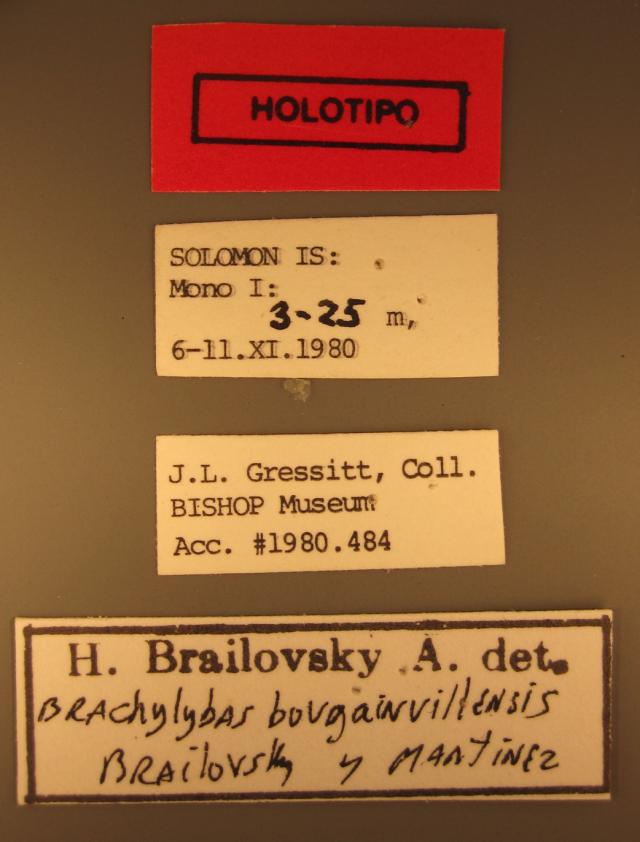 HOLOTIPO
SOLOMON IS:
Mono I:
3-25 m,
6-11.XI.1980
J.L. Gressitt, Coll.
BISHOP Museum
Acc. #1980.484
H. Brailovsky A. det.
BRAchylybas bougainvillENSIS
BRAilovsky y MARtiNEZ